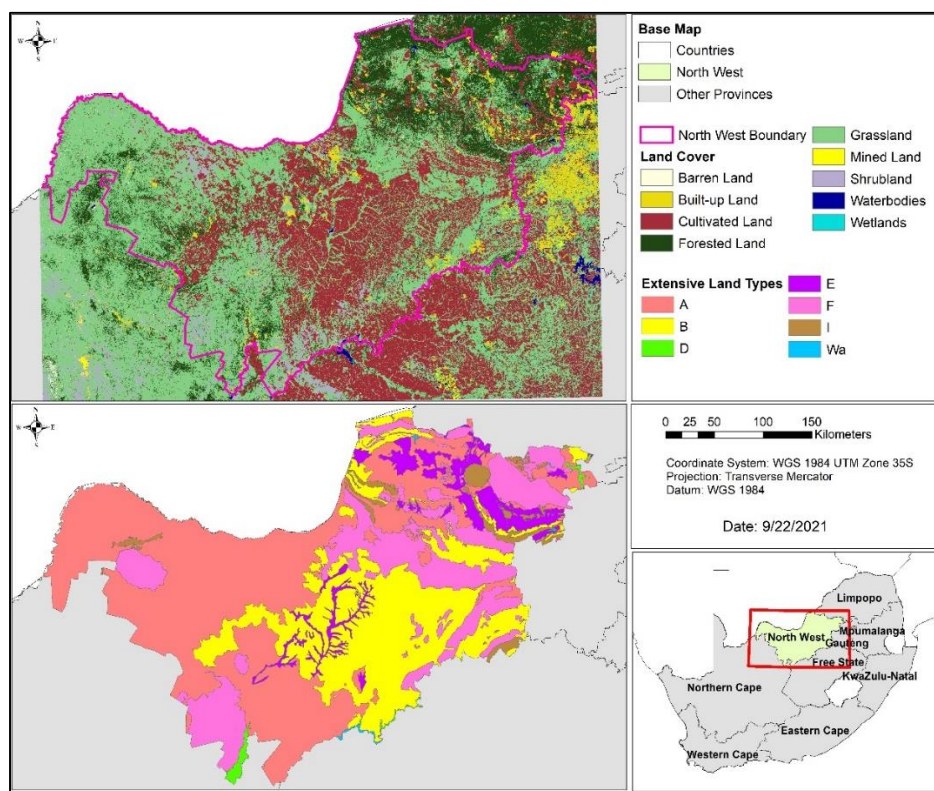 N
W E
S
Base Map
Countries
North West
Other Provinces
North West Boundary
Land Cover
Barren Land
Built-up Land
Cultivated Land
Forested Land
Grassland
Mined Land
Shrubland
Waterbodies
Wetlands
Extensive Land Types
A
B
D
E
F
I
Wa
N
W E
S
0 25 50 100 150
Kilometers
Coordinate System: WGS 1984 UTM Zone 35S
Projection: Transverse Mercator
Datum: WGS 1984
Date: 9/22/2021
Limpopo
Mpumalanga
North West
Gauteng
Free State
KwaZulu-Natal
Northern Cape
Eastern Cape
Western Cape